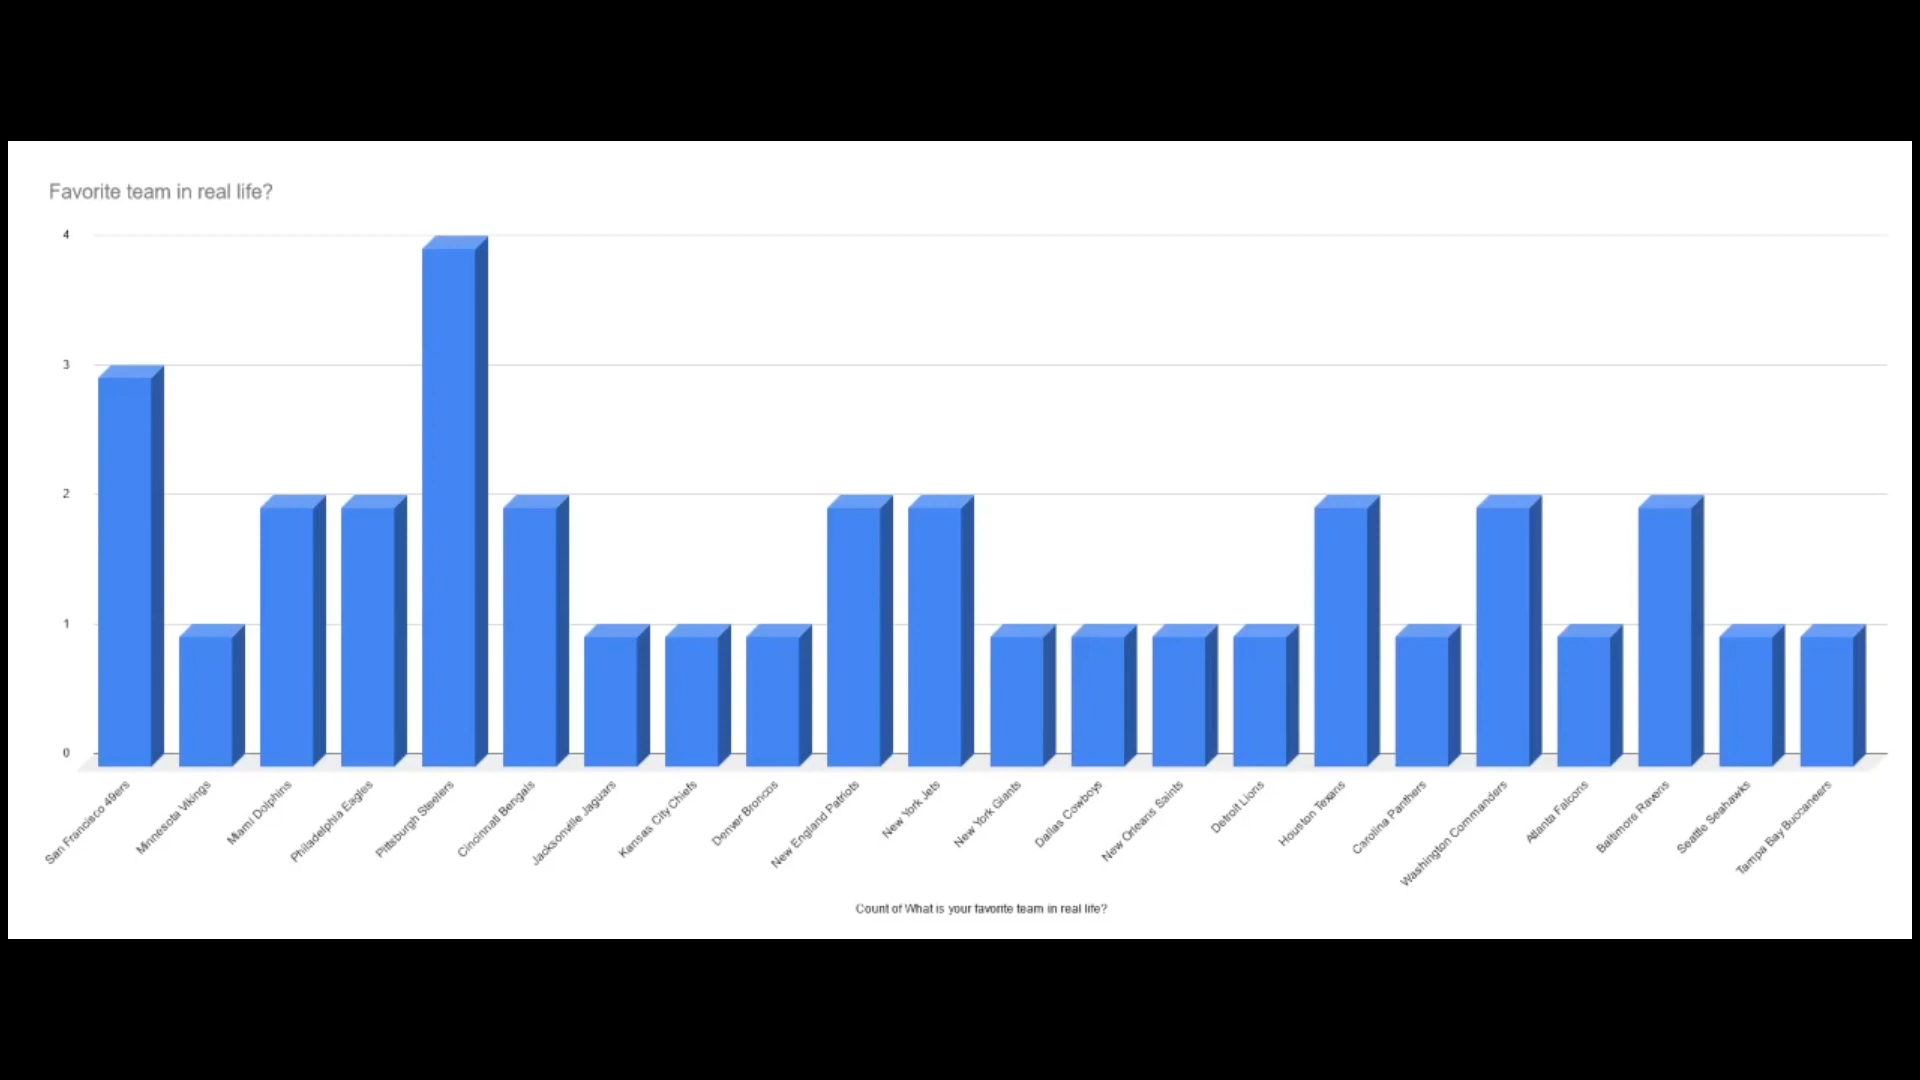 Favorite team in real life?
4
3
2
1
0
San Francisco 49ers
Minnesota Vikings
Miami Dolphins
Philadelphia Eagles
Pittsburgh Steelers
Cincinnati Bengals
Jacksonville Jaguars
Kansas City Chiefs
Denver Broncos
New England Patriots
New York Jets
New York Giants
Dallas Cowboys
New Orleans Saints
Detroit Lions
Houston Texans
Carolina Panthers
Washington Commanders
Atlanta Falcons
Baltimore Ravens
Seattle Seahawks
Tampa Bay Buccaneers
Count of What is your favorite team in real life?